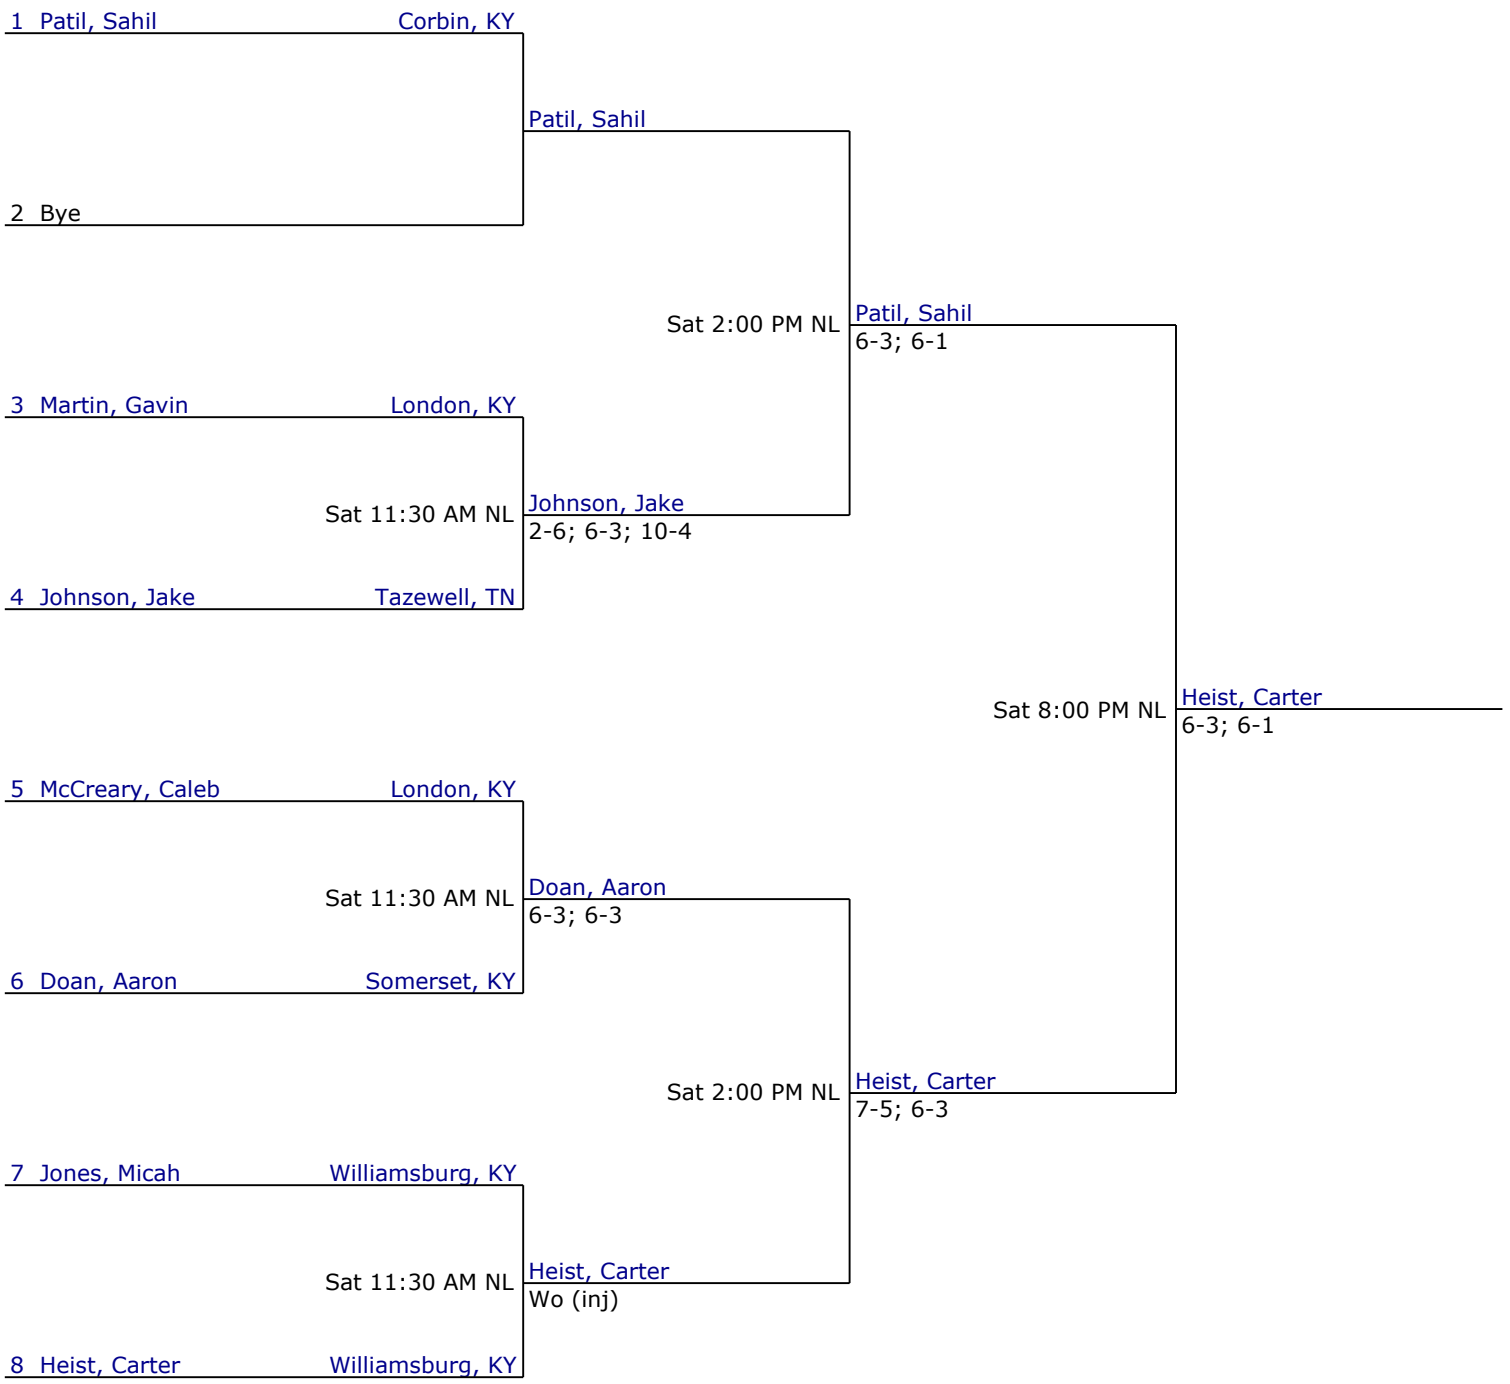 1 Patil, Sahil Corbin, KY
Patil, Sahil
2 Bye
Patil, Sahil
Sat 2:00 PM NL
6-3; 6-1
3 Martin, Gavin London, KY
Johnson, Jake
Sat 11:30 AM NL
2-6; 6-3; 10-4
4 Johnson, Jake Tazewell, TN
Heist, Carter
Sat 8:00 PM NL
6-3; 6-1
5 McCreary, Caleb London, KY
Doan, Aaron
Sat 11:30 AM NL
6-3; 6-3
6 Doan, Aaron Somerset, KY
Heist, Carter
Sat 2:00 PM NL
7-5; 6-3
7 Jones, Micah Williamsburg, KY
Heist, Carter
Sat 11:30 AM NL
Wo (inj)
8 Heist, Carter Williamsburg, KY